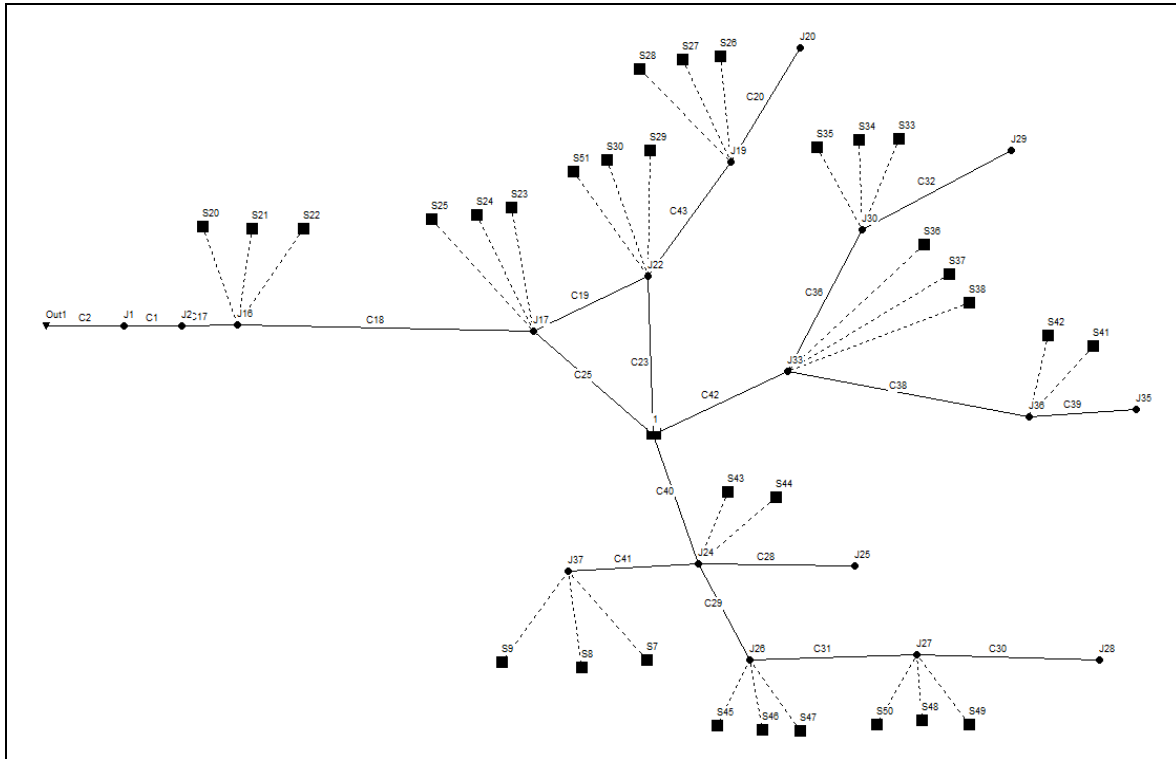 J20
S28 S27 S26
C20
S35 S34 S33
J29
J19
S51 S30 S29
C32
S25 S24 S23
C43
J30
S20 S21 S22
S36
S37
J22
C19
C36
S38
Out1 C2 J1 C1 J2 C17 J16 C18 J17
S42 S41
C23
J33
C25
C42
C38
J36 C39 J35
1
C40
S43 S44
J37 C41 J24 C28 J25
C29
S9 S8 S7
J26 C31 J27 C30 J28
S45 S46 S47 S50 S48 S49